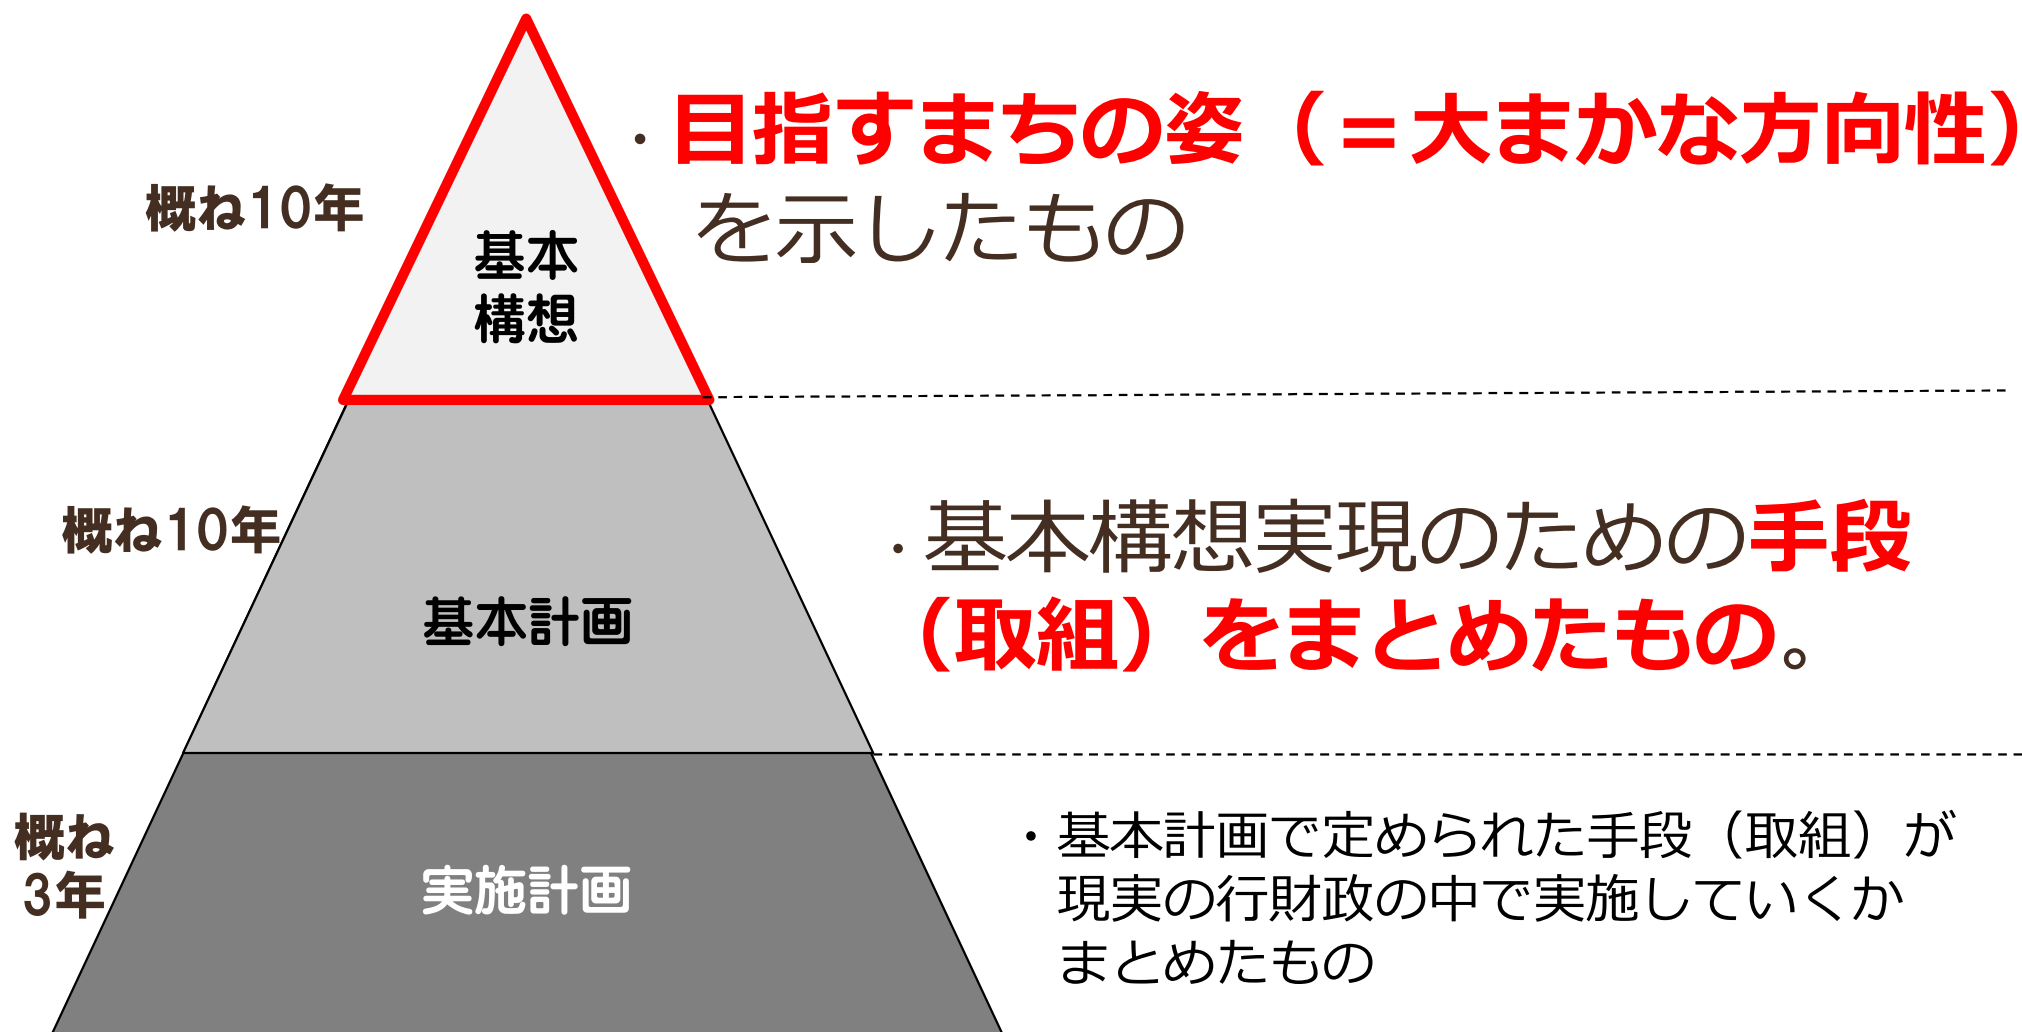 ・目指すまちの姿（＝大まかな方向性）
を示したもの
概ね10年
基本
構想
・基本構想実現のための手段
（取組）をまとめたもの。
概ね10年
基本計画
・基本計画で定められた手段（取組）が
現実の行財政の中で実施していくか
まとめたもの
概ね
3年
実施計画